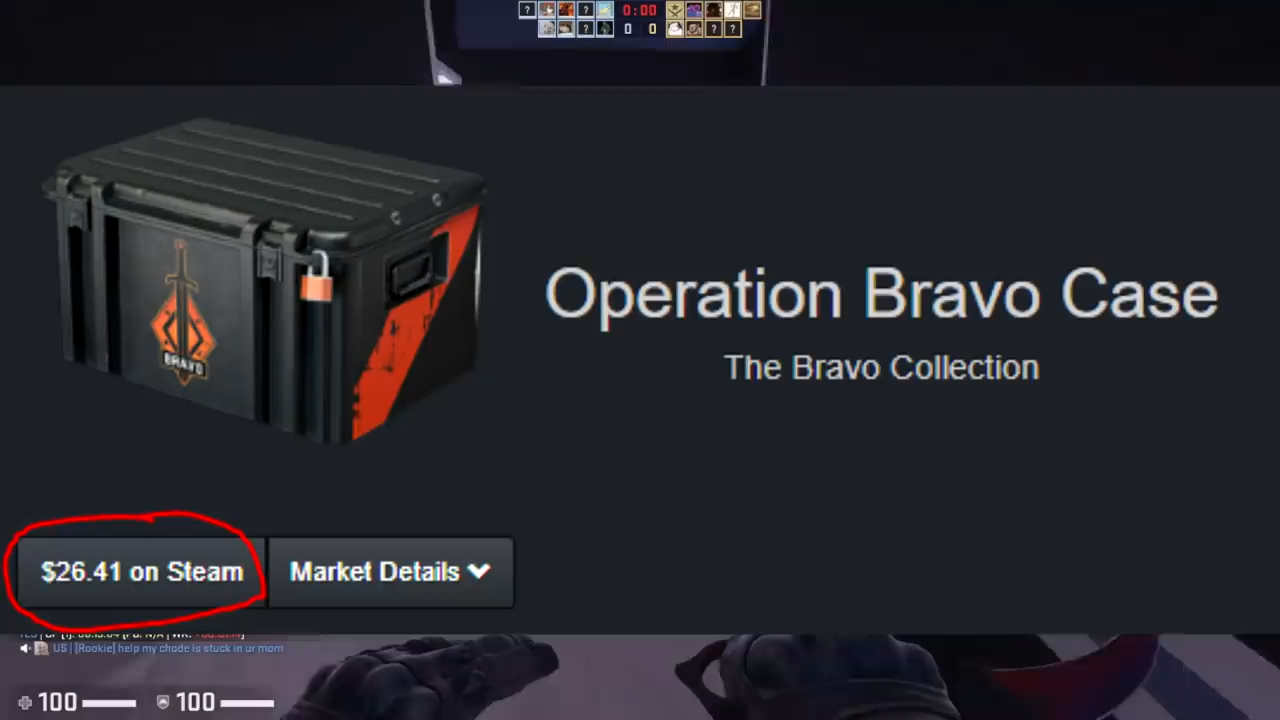 ? ? 0:00
? 0 0 ? ?
Operation Bravo Case
BRAVO
The Bravo Collection
$26.41 on Steam Market Details
US | [Rookie] help my chode is stuck in ur mom
100 100